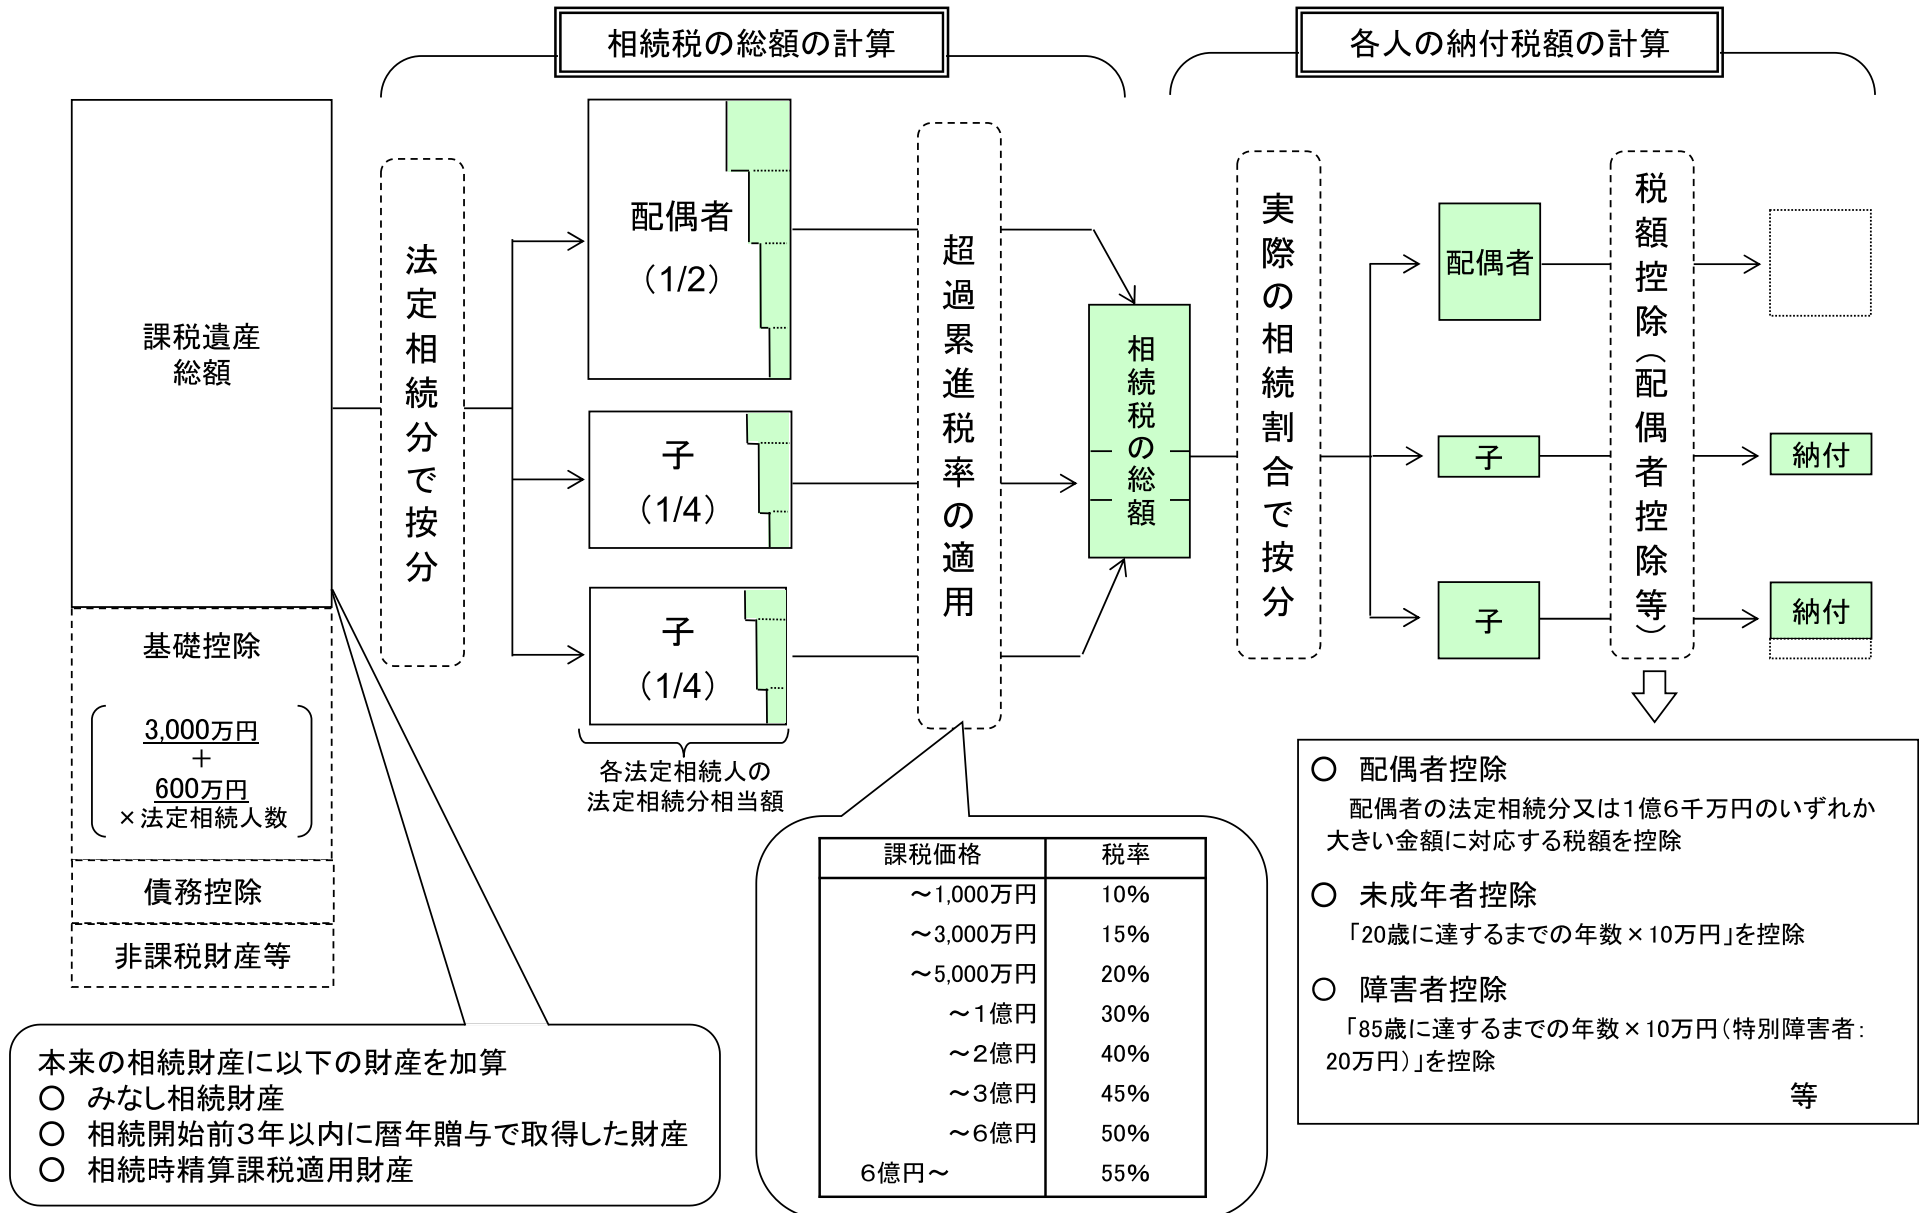 相続税の総額の計算
各人の納付税額の計算
課税遺産
総額
基礎控除
3,000万円
＋
600万円
×法定相続人数
債務控除
非課税財産等
法定相続分で按分
配偶者
（1/2）
子
（1/4）
子
（1/4）
各法定相続人の
法定相続分相当額
超過累進税率の適用
相続税の総額
実際の相続割合で按分
配偶者
子
子
税額控除（配偶者控除等）
納付
納付
本来の相続財産に以下の財産を加算
○　みなし相続財産
○　相続開始前3年以内に暦年贈与で取得した財産
○　相続時精算課税適用財産
課税価格　税率
～1,000万円　10%
～3,000万円　15%
～5,000万円　20%
～１億円　30%
～２億円　40%
～３億円　45%
～６億円　50%
６億円～　55%
○　配偶者控除
配偶者の法定相続分又は１億６千万円のいずれか
大きい金額に対応する税額を控除
○　未成年者控除
「20歳に達するまでの年数×10万円」を控除
○　障害者控除
「85歳に達するまでの年数×10万円（特別障害者：
20万円）」を控除
等